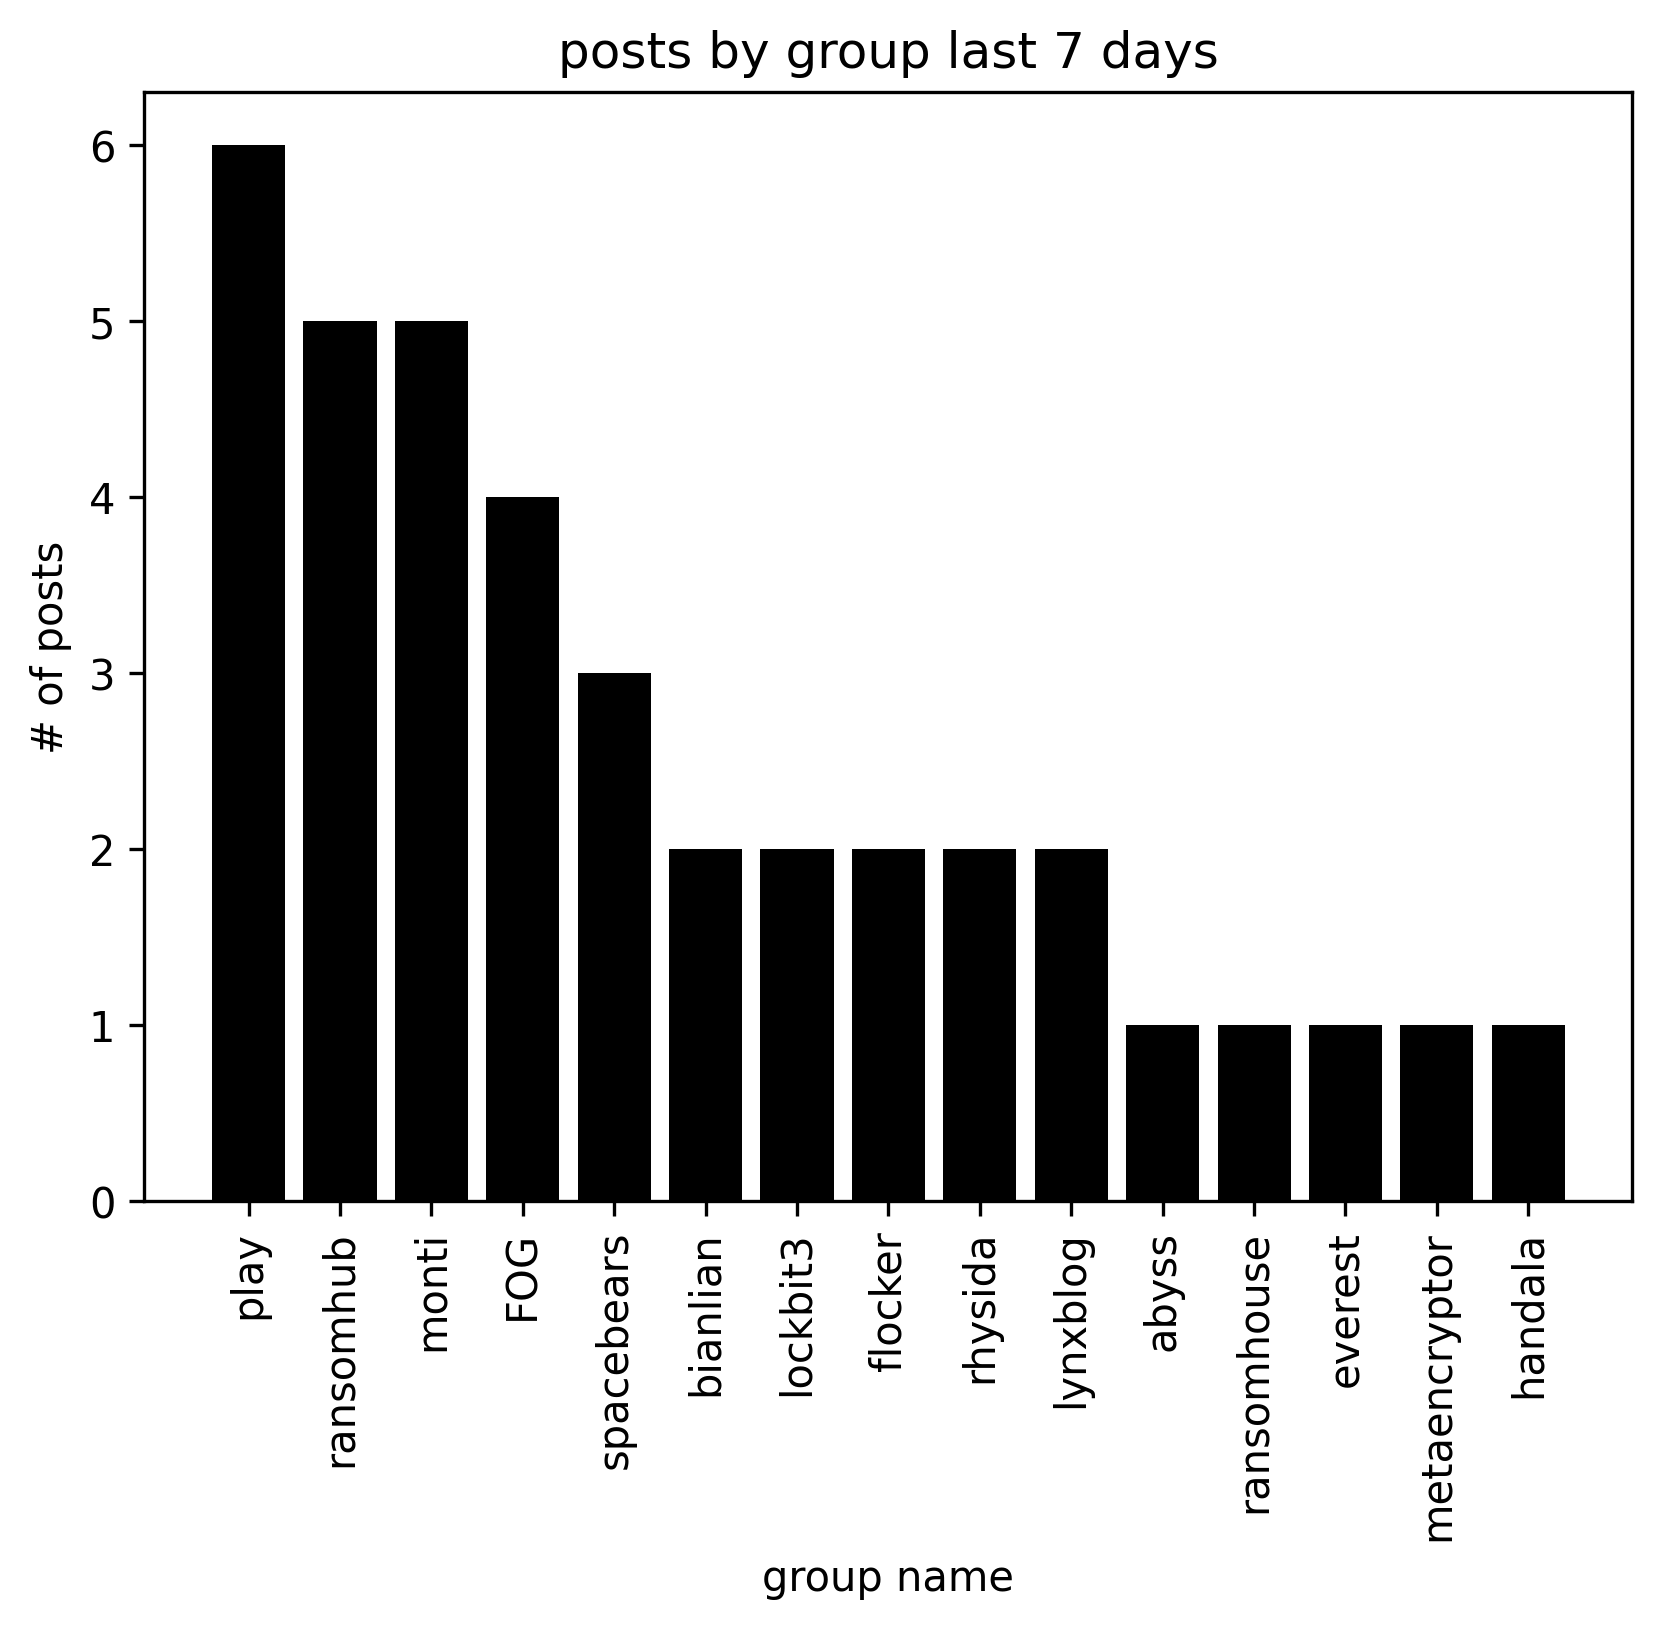 posts by group last 7 days
# of posts
6
5
4
3
2
1
0
play
ransomhub
monti
FOG
spacebears
bianlian
lockbit3
flocker
rhysida
lynxblog
abyss
ransomhouse
everest
metaencryptor
handala
group name